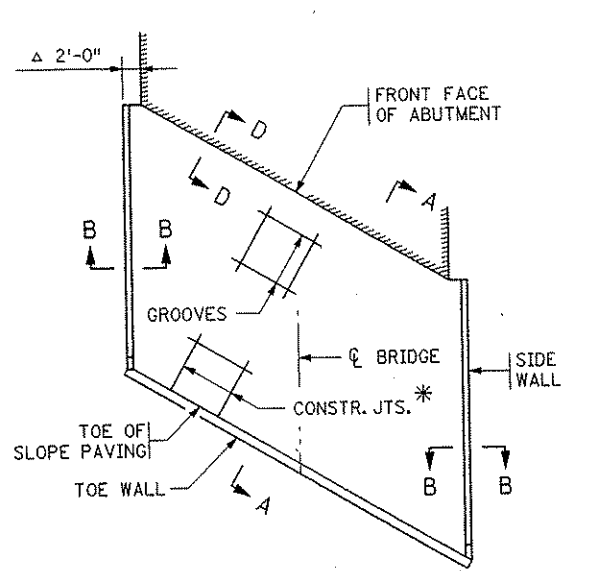 Δ 2'-0"
FRONT FACE
OF ABUTMENT
D
D
A
B
B
GROOVES
℄ BRIDGE
SIDE
WALL
CONSTR. JTS. *
TOE OF
SLOPE PAVING
TOE WALL
B
B
A